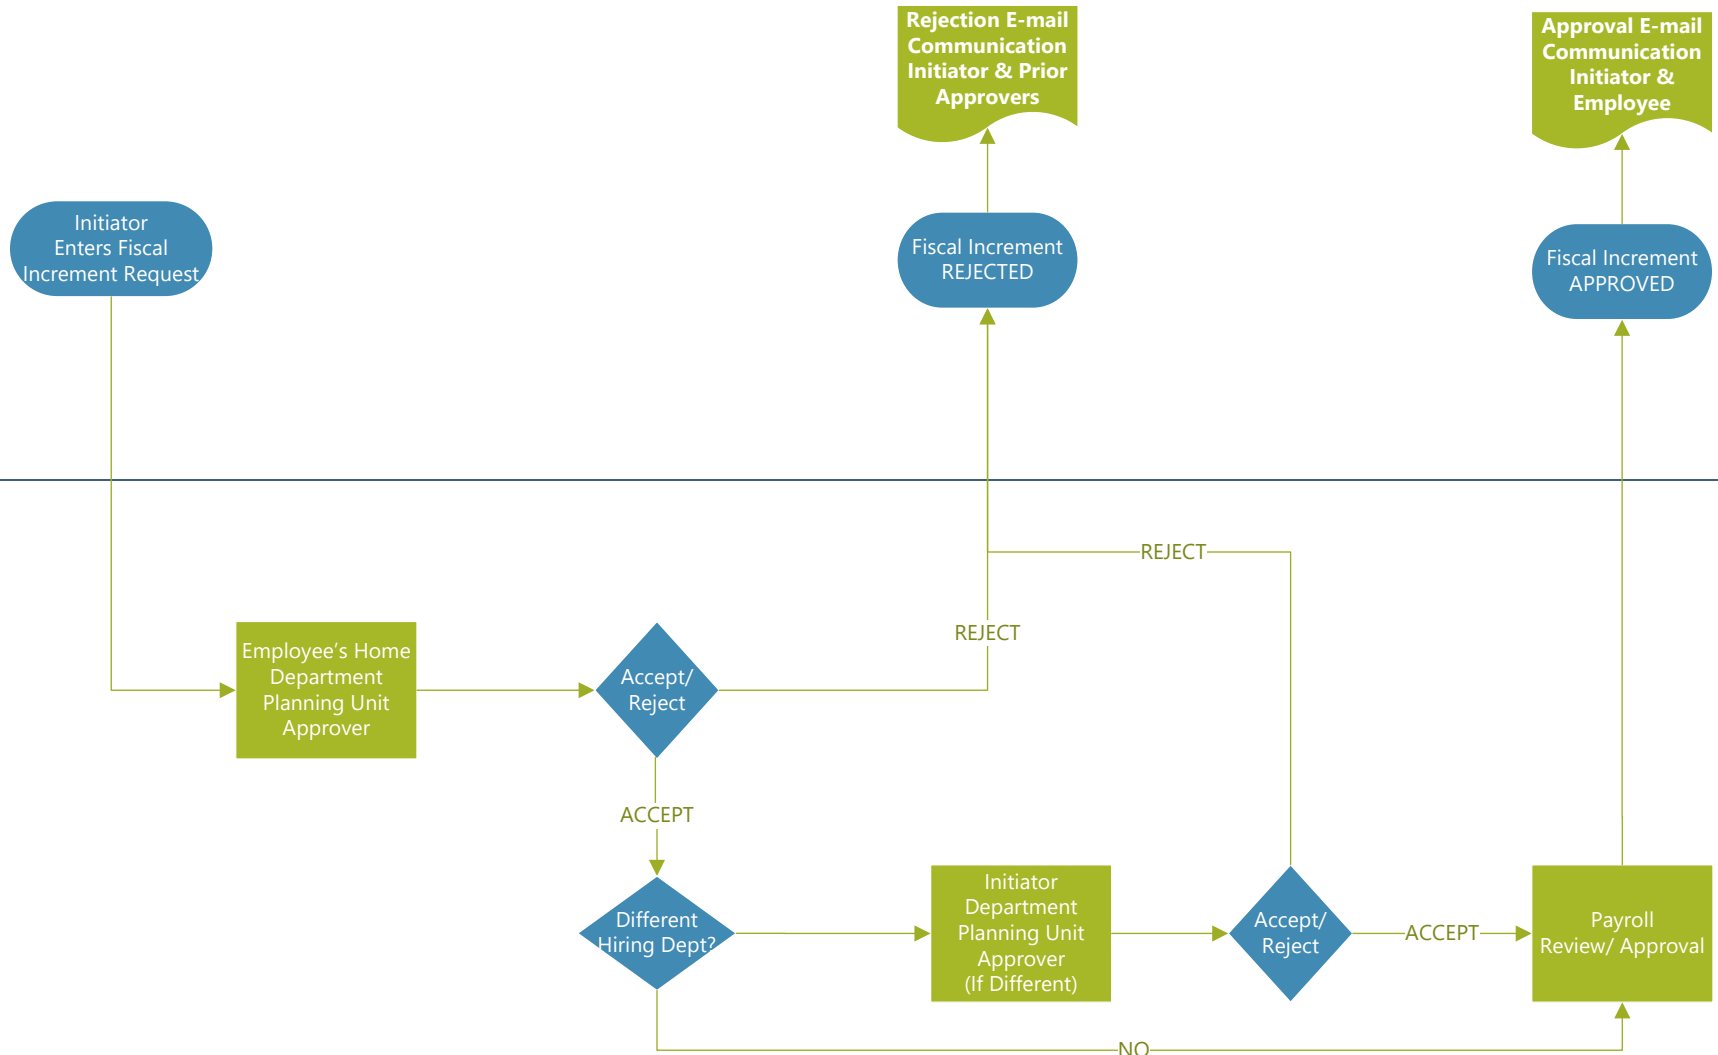 Rejection E-mail
Communication
Initiator & Prior
Approvers
Approval E-mail
Communication
Initiator &
Employee
Initiator
Enters Fiscal
Increment Request
Fiscal Increment
REJECTED
Fiscal Increment
APPROVED
REJECT
REJECT
Employee’s Home
Department
Planning Unit
Approver
Accept/
Reject
ACCEPT
Different
Hiring Dept?
Initiator
Department
Planning Unit
Approver
(If Different)
Accept/
Reject
ACCEPT
Payroll
Review/ Approval
NO